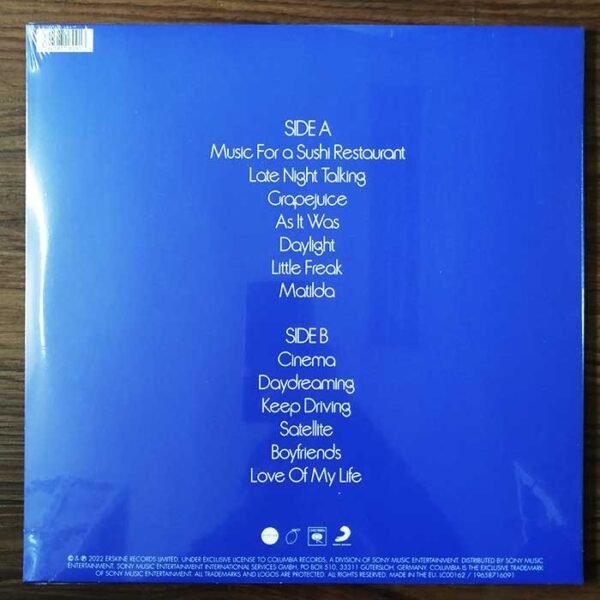 SIDE A
Music For a Sushi Restaurant
Late Night Talking
Grapejuice
As It Was
Daylight
Little Freak
Matilda
SIDE B
Cinema
Daydreaming
Keep Driving
Satellite
Boyfriends
Love Of My Life
© & ℗ 2022 ERSKINE RECORDS LIMITED, UNDER EXCLUSIVE LICENSE TO COLUMBIA RECORDS, A DIVISION OF SONY MUSIC ENTERTAINMENT. DISTRIBUTED BY SONY MUSIC
ENTERTAINMENT. SONY MUSIC ENTERTAINMENT INTERNATIONAL SERVICES GMBH, PO BOX 510, 33311 GÜTERSLOH, GERMANY. COLUMBIA IS THE EXCLUSIVE TRADEMARK
OF SONY MUSIC ENTERTAINMENT. ALL TRADEMARKS AND LOGOS ARE PROTECTED. ALL RIGHTS RESERVED. MADE IN THE EU. LC00162 / 19658716091